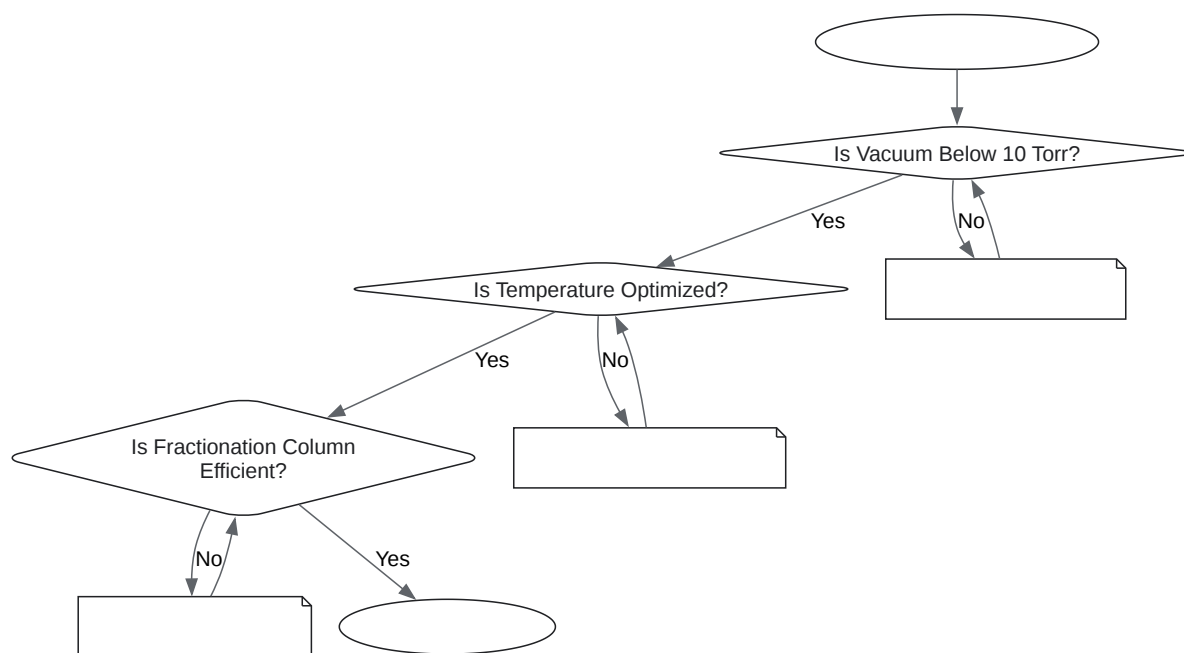 Is Vacuum Below 10 Torr?
Yes
No
Is Temperature Optimized?
Yes
No
Is Fractionation Column
Efficient?
No
Yes